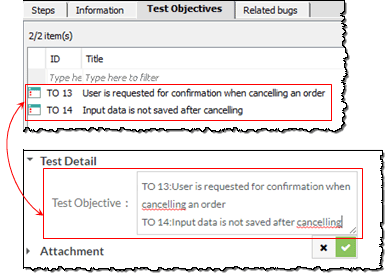 Steps Information Test Objectives Related bugs
2/2 item(s)
ID Title
Type he Type here to filter
TO 13 User is requested for confirmation when cancelling an order
TO 14 Input data is not saved after cancelling
Test Detail
Test Objective :
TO 13:User is requested for confirmation when
cancelling an order
TO 14:Input data is not saved after cancelling
Attachment